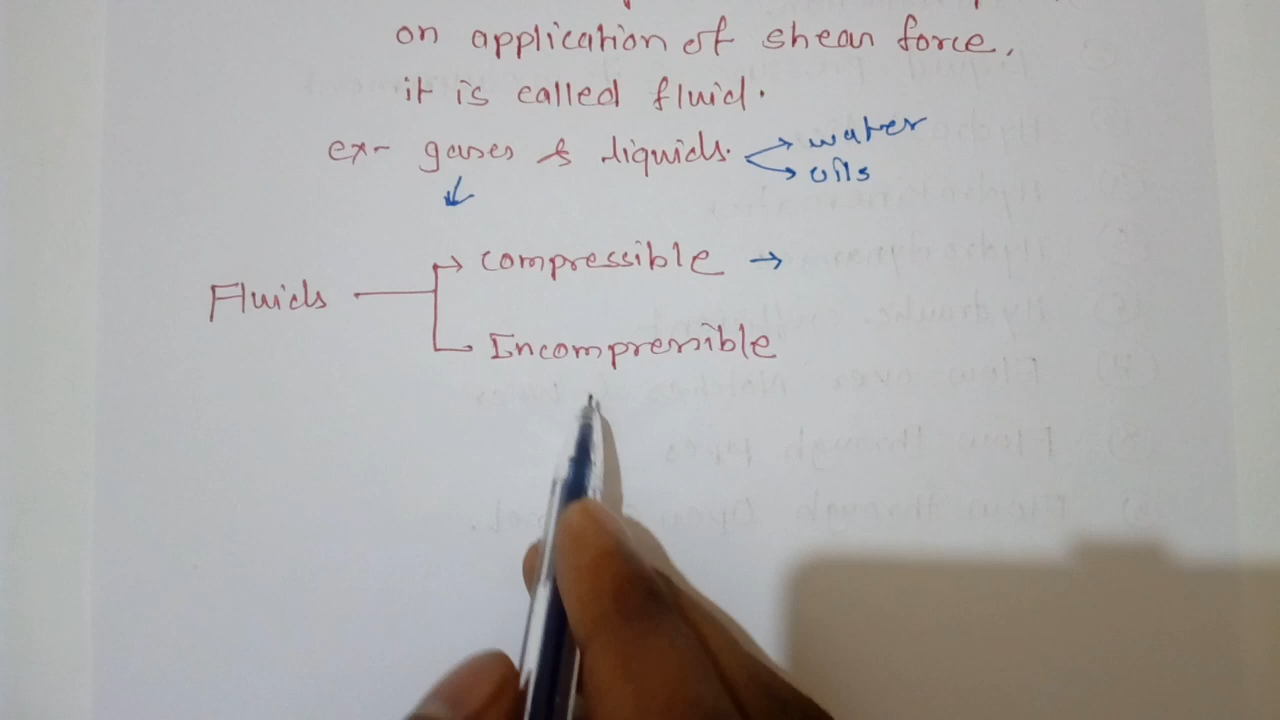 on application of shear force,
it is called fluid.
ex- gases & liquids. → water
→ oils
↓
Fluids → compressible →
Incompressible